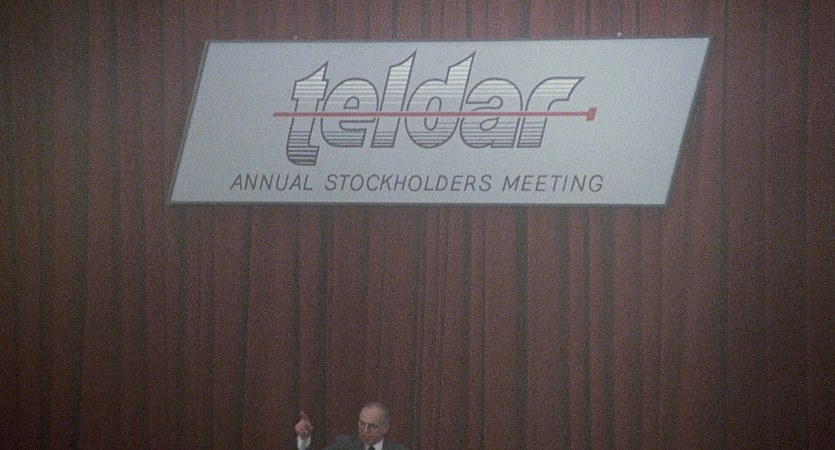 teldar
ANNUAL STOCKHOLDERS MEETING